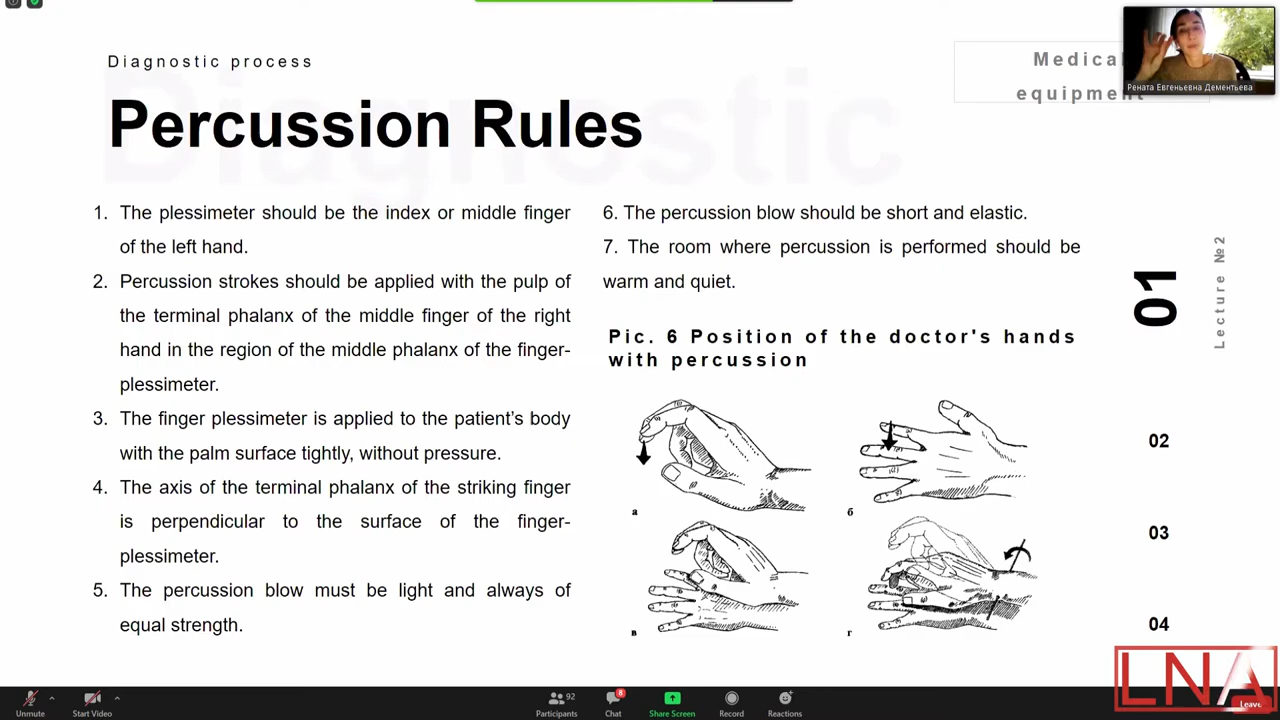 Diagnostic process
Medical
equipment
Percussion Rules
Diagnostic
Рената Евгеньевна Дементьева
1. The plessimeter should be the index or middle finger
of the left hand.
2. Percussion strokes should be applied with the pulp of
the terminal phalanx of the middle finger of the right
hand in the region of the middle phalanx of the finger-
plessimeter.
3. The finger plessimeter is applied to the patient’s body
with the palm surface tightly, without pressure.
4. The axis of the terminal phalanx of the striking finger
is perpendicular to the surface of the finger-
plessimeter.
5. The percussion blow must be light and always of
equal strength.
6. The percussion blow should be short and elastic.
7. The room where percussion is performed should be
warm and quiet.
Pic. 6 Position of the doctor's hands
with percussion
а
б
в
г
01
Lecture №2
02
03
04
LNA
Unmute
Start Video
92
Participants
8
Chat
Share Screen
Record
Reactions
Leave